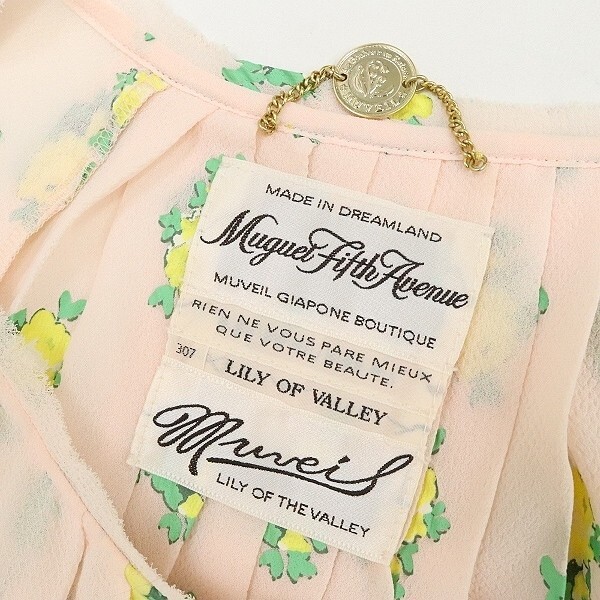 MADE IN DREAMLAND
Muguet Fifth Avenue
MUVEIL GIAPONE BOUTIQUE
RIEN NE VOUS PARE MIEUX
QUE VOTRE BEAUTE.
307
LILY OF VALLEY
Muveil
LILY OF THE VALLEY